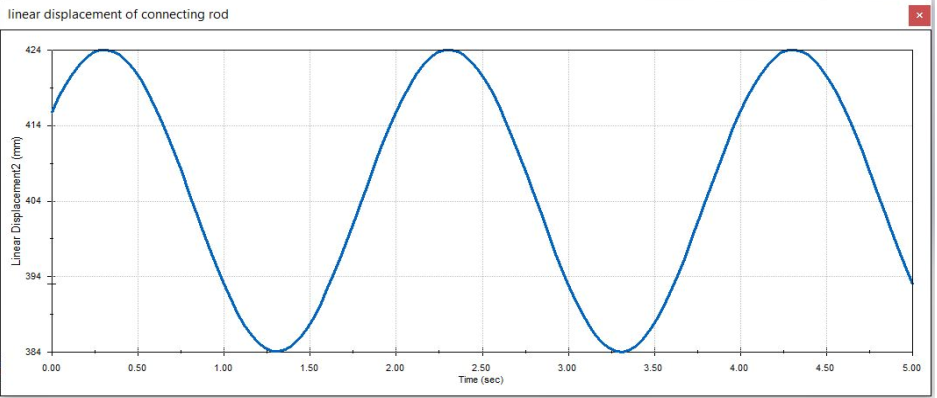 linear displacement of connecting rod
424
414
404
394
384
Linear Displacement2 (mm)
0.00 0.50 1.00 1.50 2.00 2.50 3.00 3.50 4.00 4.50 5.00
Time (sec)